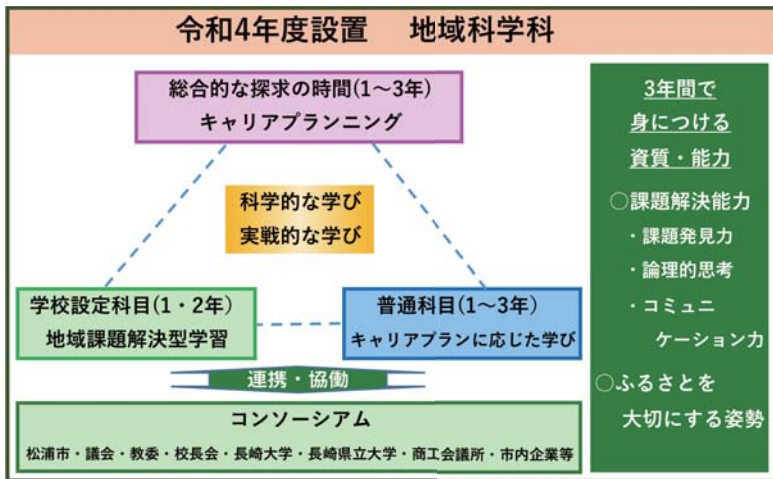 令和4年度設置　地域科学科
総合的な探求の時間(1～3年)
キャリアプランニング
科学的な学び
実戦的な学び
学校設定科目(1・2年)
地域課題解決型学習
普通科目(1～3年)
キャリアプランに応じた学び
連携・協働
コンソーシアム
松浦市・議会・教委・校長会・長崎大学・長崎県立大学・商工会議所・市内企業等
3年間で
身につける
資質・能力
○課題解決能力
・課題発見力
・論理的思考
・コミュニ
ケーション力
○ふるさとを
大切にする姿勢